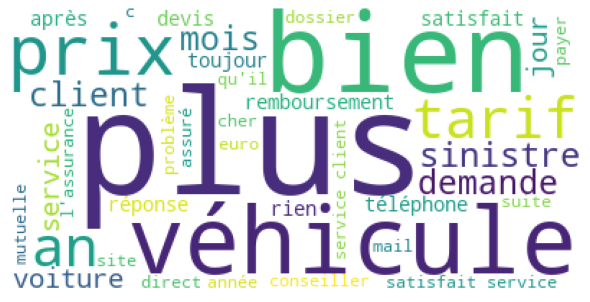 après
c
devis
dossier
satisfait
prix
mois
bien
jour
payer
toujour
qu'il
client
remboursement
plus
tarif
problème
assuré
cher
euro
service
l'assurance
service client
sinistre
demande
mutuelle
réponse
rien
téléphone
suite
an
site
véhicule
mail
voiture
direct
année
conseiller
satisfait service